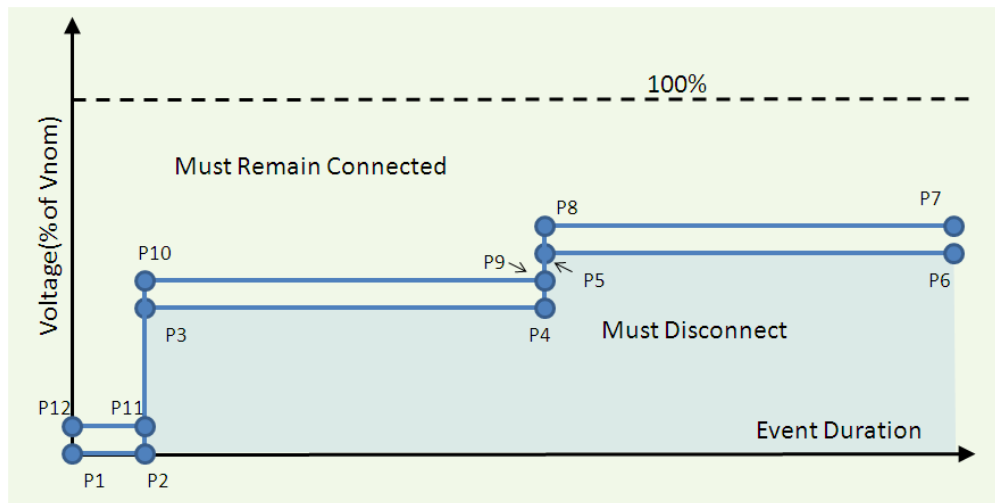 100%
Must Remain Connected
Voltage(% of Vnom)
P8
P7
P10
P9
P5
P6
P3
P4
Must Disconnect
P12
P11
Event Duration
P1
P2